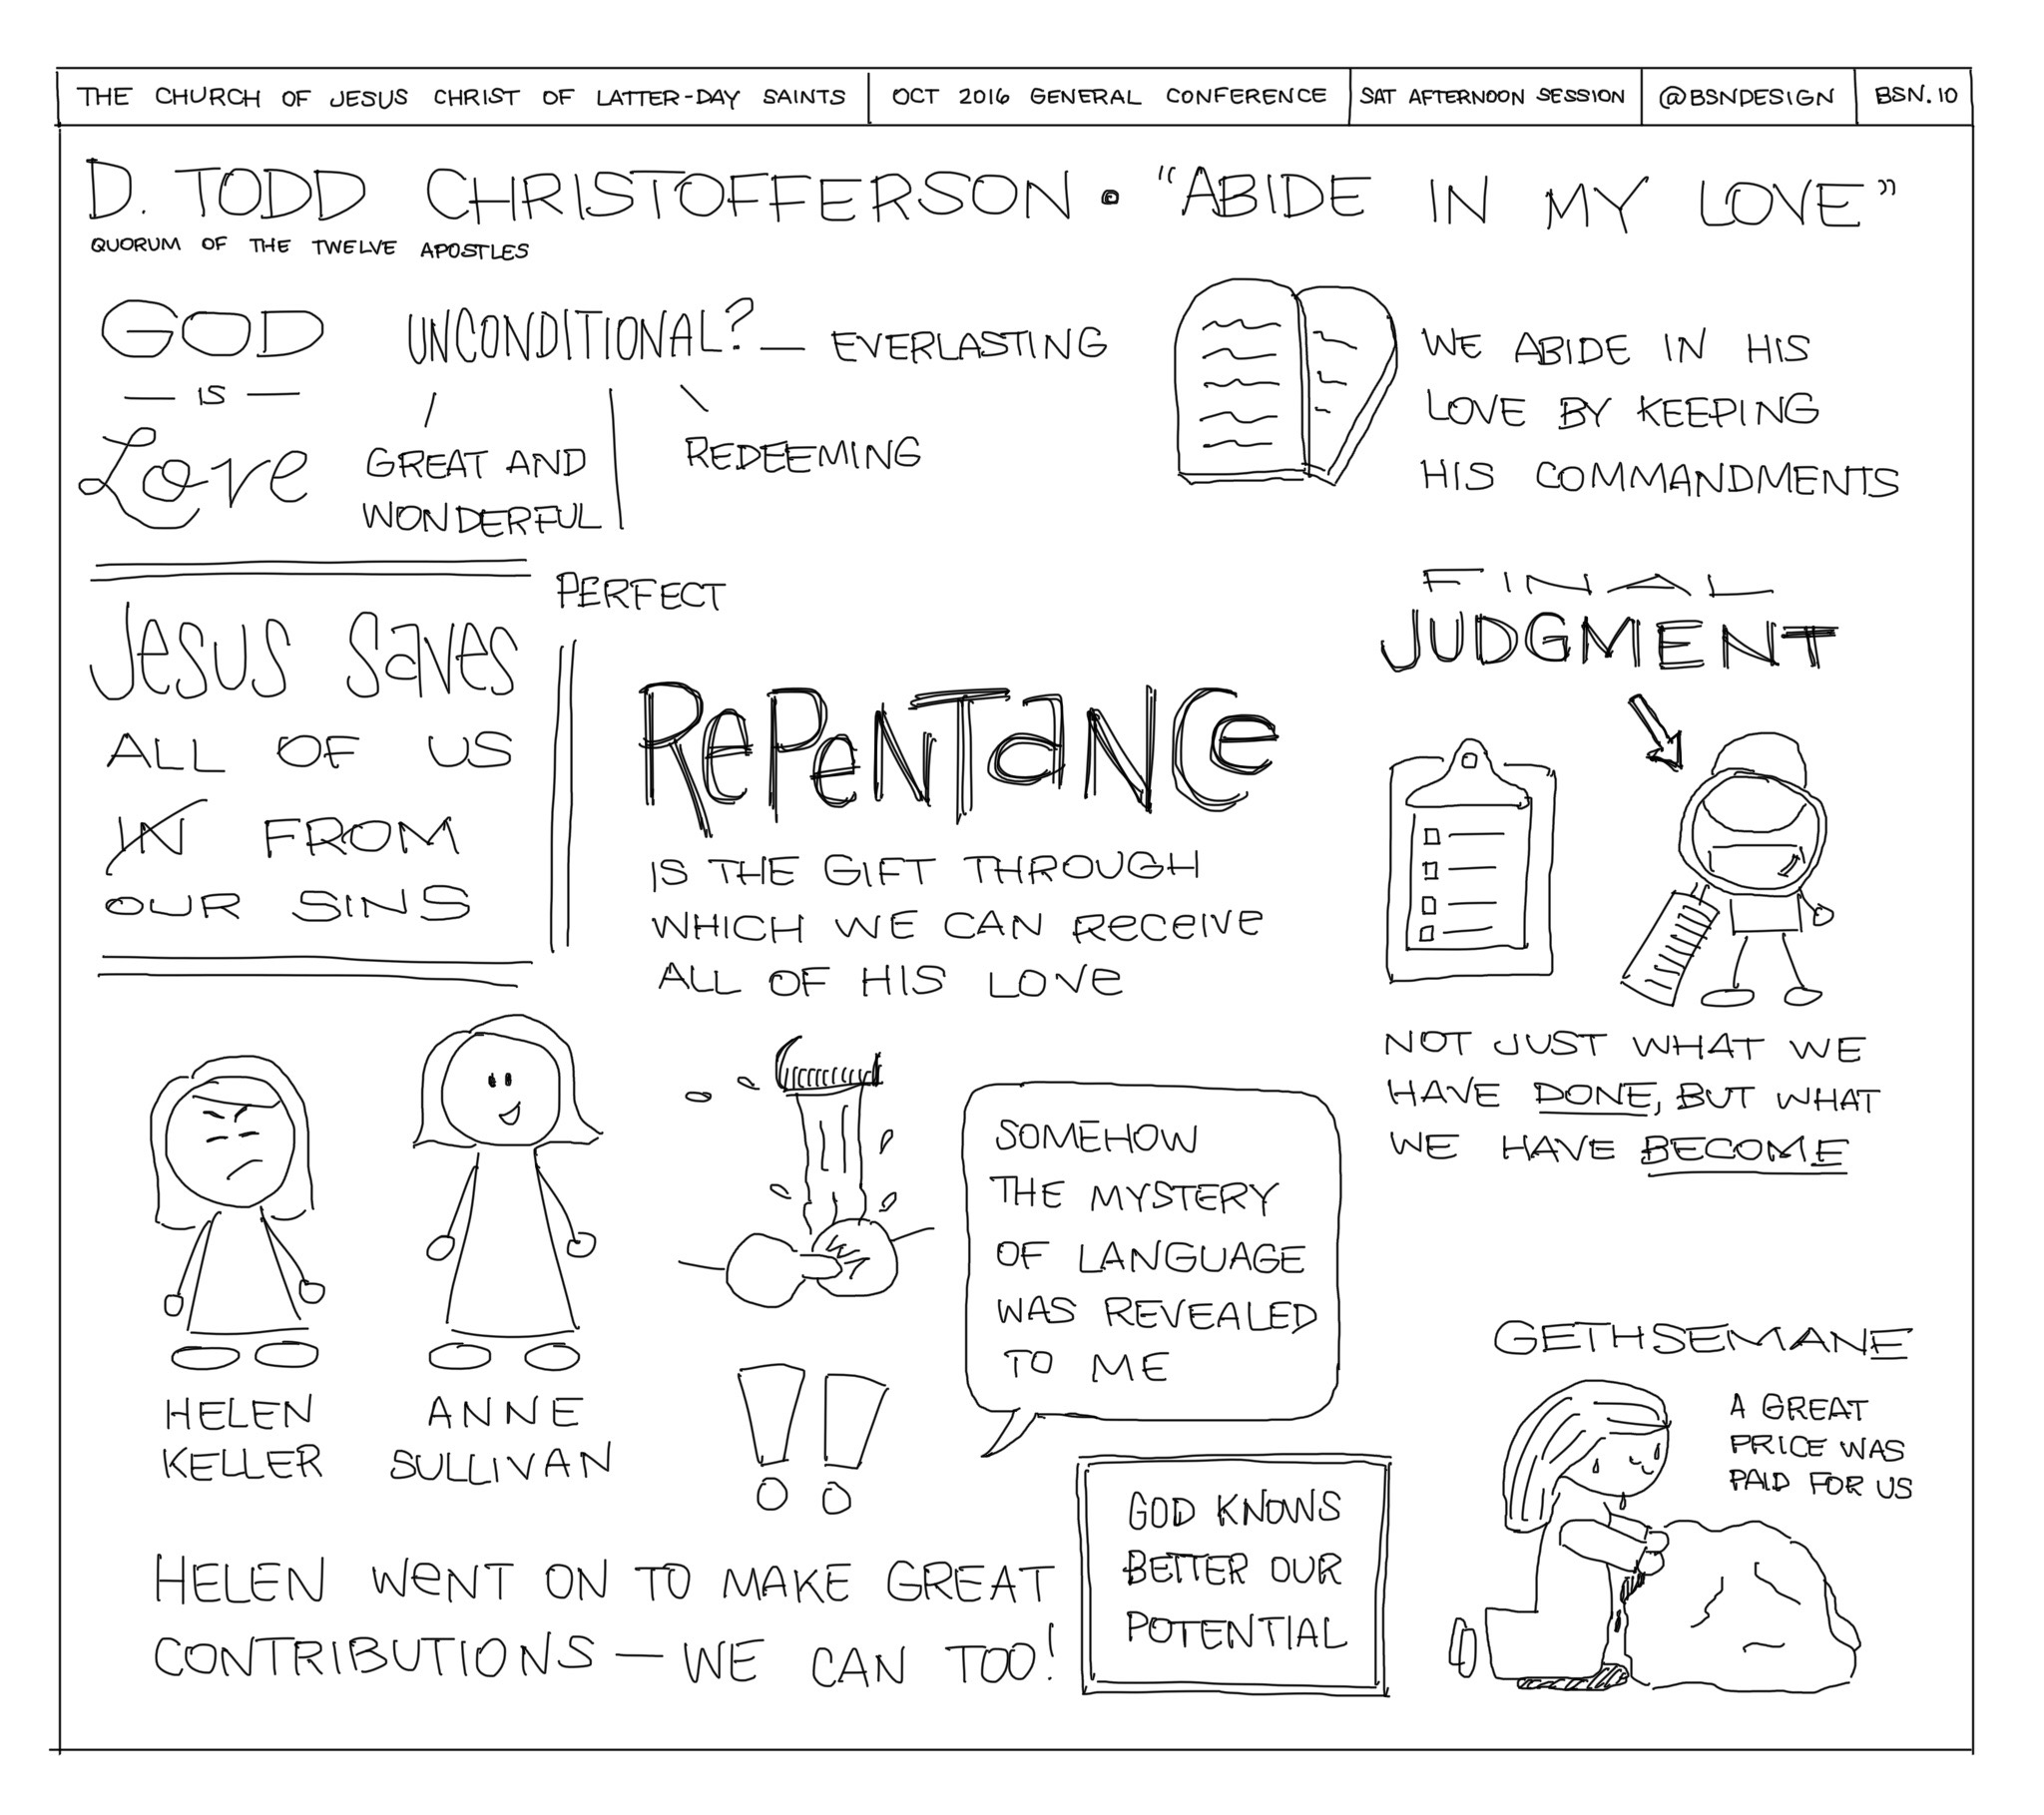 THE CHURCH OF JESUS CHRIST OF LATTER-DAY SAINTS
OCT 2016 GENERAL CONFERENCE
SAT AFTERNOON SESSION
@BSNDESIGN
BSN.10
D. TODD CHRISTOFFERSON • "ABIDE IN MY LOVE"
QUORUM OF THE TWELVE APOSTLES
GOD
— IS —
Love
UNCONDITIONAL? — EVERLASTING
GREAT AND
WONDERFUL
REDEEMING
PERFECT
WE ABIDE IN HIS
LOVE BY KEEPING
HIS COMMANDMENTS
JESUS SAVES
ALL OF US
IN FROM
OUR SINS
REPENTANCE
IS THE GIFT THROUGH
WHICH WE CAN RECEIVE
ALL OF HIS LOVE
FINAL
JUDGMENT
NOT JUST WHAT WE
HAVE DONE, BUT WHAT
WE HAVE BECOME
HELEN
KELLER
ANNE
SULLIVAN
!!
SOMEHOW
THE MYSTERY
OF LANGUAGE
WAS REVEALED
TO ME
HELEN WENT ON TO MAKE GREAT
CONTRIBUTIONS — WE CAN TOO!
GOD KNOWS
BETTER OUR
POTENTIAL
GETHSEMANE
A GREAT
PRICE WAS
PAID FOR US